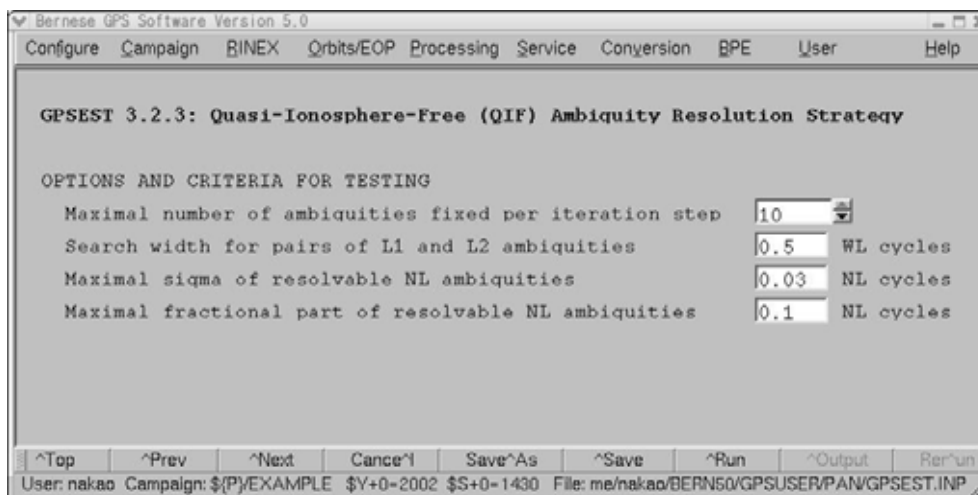 Bernese GPS Software Version 5.0
Configure Campaign RINEX Orbits/EOP Processing Service Conversion BPE User Help
GPSEST 3.2.3: Quasi-Ionosphere-Free (QIF) Ambiguity Resolution Strategy
OPTIONS AND CRITERIA FOR TESTING
Maximal number of ambiguities fixed per iteration step 10
Search width for pairs of L1 and L2 ambiguities 0.5 WL cycles
Maximal sigma of resolvable NL ambiguities 0.03 NL cycles
Maximal fractional part of resolvable NL ambiguities 0.1 NL cycles
^Top ^Prev ^Next Cance^l Save^As ^Save ^Run ^Output Rer^un
User: nakao Campaign: ${P}/EXAMPLE $Y+0=2002 $S+0=1430 File: me/nakao/BERN50/GPSUSER/PAN/GPSEST.INP